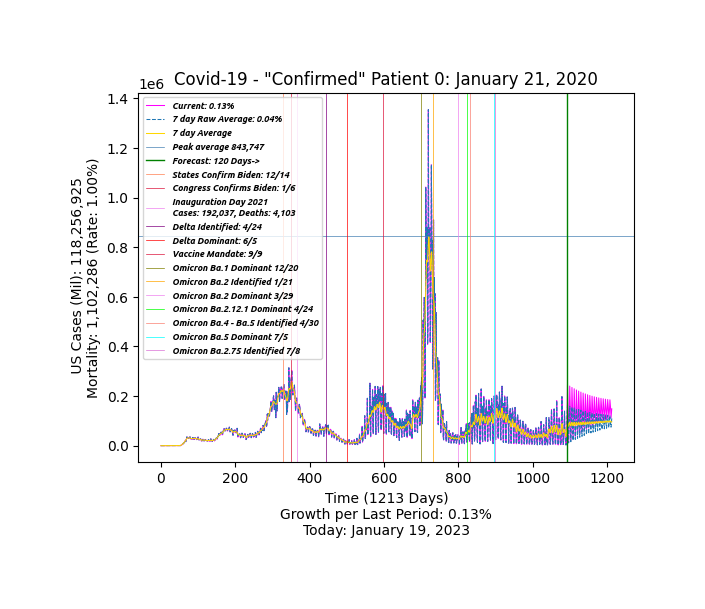 Covid-19 - "Confirmed" Patient 0: January 21, 2020
1e6
1.4
1.2
1.0
0.8
0.6
0.4
0.2
0.0
US Cases (Mil): 118,256,925
Mortality: 1,102,286 (Rate: 1.00%)
Current: 0.13%
7 day Raw Average: 0.04%
7 day Average
Peak average 843,747
Forecast: 120 Days->
States Confirm Biden: 12/14
Congress Confirms Biden: 1/6
Inauguration Day 2021
Cases: 192,037, Deaths: 4,103
Delta Identified: 4/24
Delta Dominant: 6/5
Vaccine Mandate: 9/9
Omicron Ba.1 Dominant 12/20
Omicron Ba.2 Identified 1/21
Omicron Ba.2 Dominant 3/29
Omicron Ba.2.12.1 Dominant 4/24
Omicron Ba.4 - Ba.5 Identified 4/30
Omicron Ba.5 Dominant 7/5
Omicron Ba.2.75 Identified 7/8
0 200 400 600 800 1000 1200
Time (1213 Days)
Growth per Last Period: 0.13%
Today: January 19, 2023